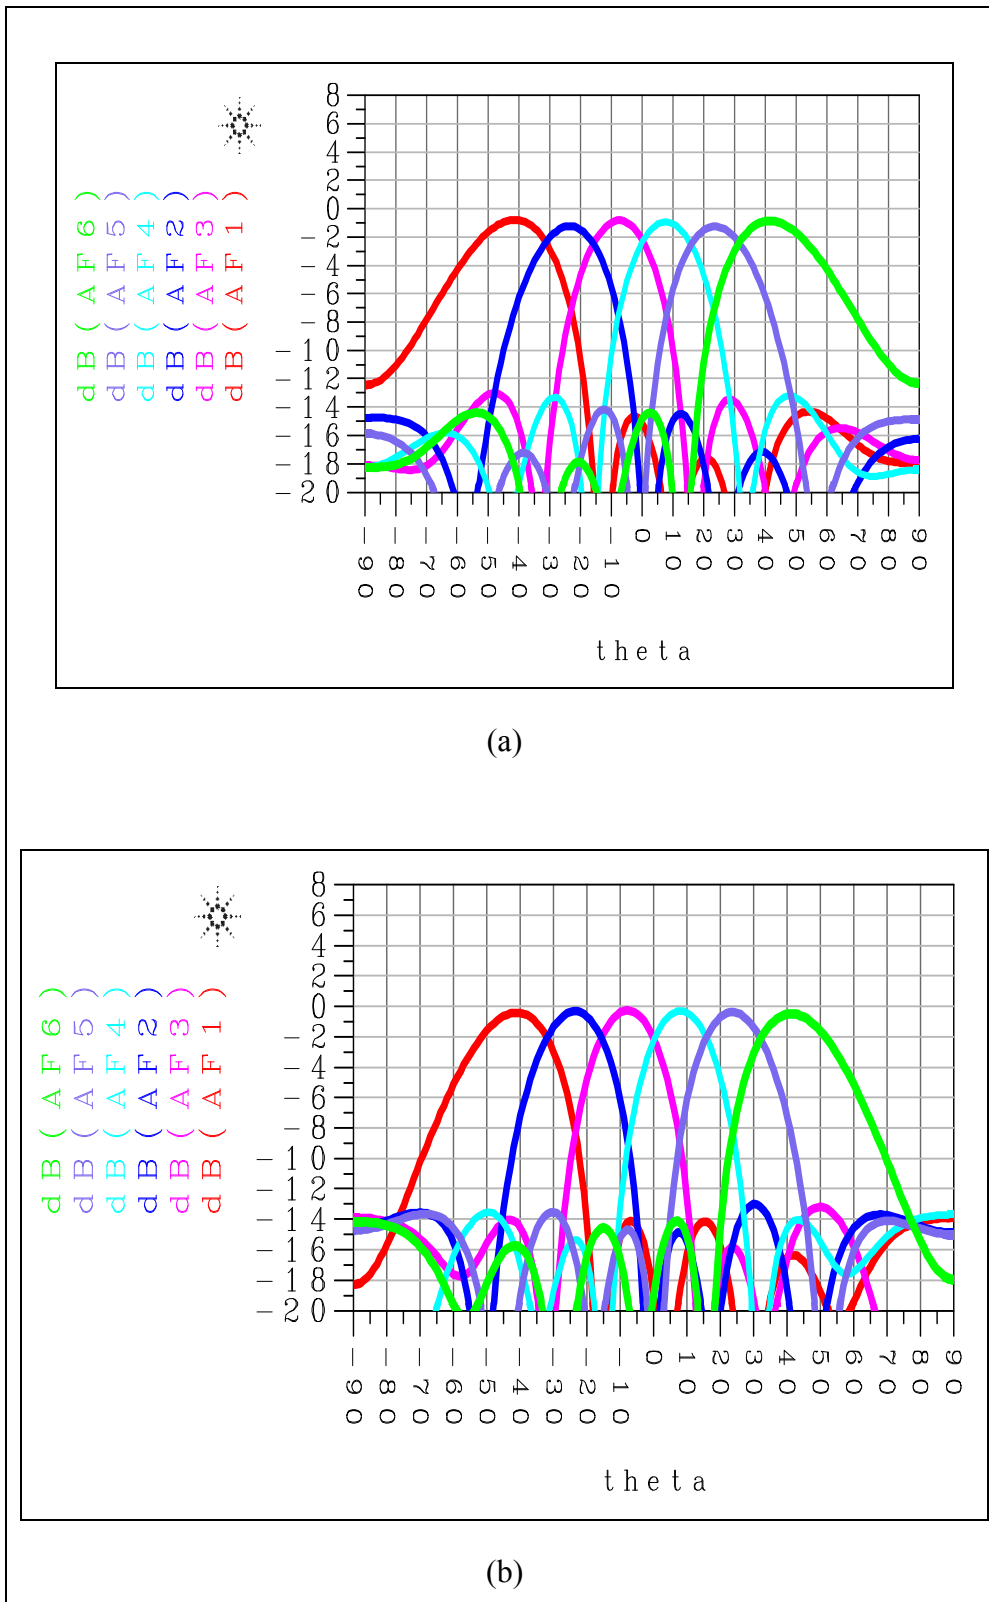 8
6
4
2
0
-2
-4
-6
-8
-10
-12
-14
-16
-18
-20
dB(AF6)
dB(AF5)
dB(AF4)
dB(AF2)
dB(AF3)
dB(AF1)
-90 -80 -70 -60 -50 -40 -30 -20 -10 0 10 20 30 40 50 60 70 80 90
theta
(a)
8
6
4
2
0
-2
-4
-6
-8
-10
-12
-14
-16
-18
-20
dB(AF6)
dB(AF5)
dB(AF4)
dB(AF2)
dB(AF3)
dB(AF1)
-90 -80 -70 -60 -50 -40 -30 -20 -10 0 10 20 30 40 50 60 70 80 90
theta
(b)